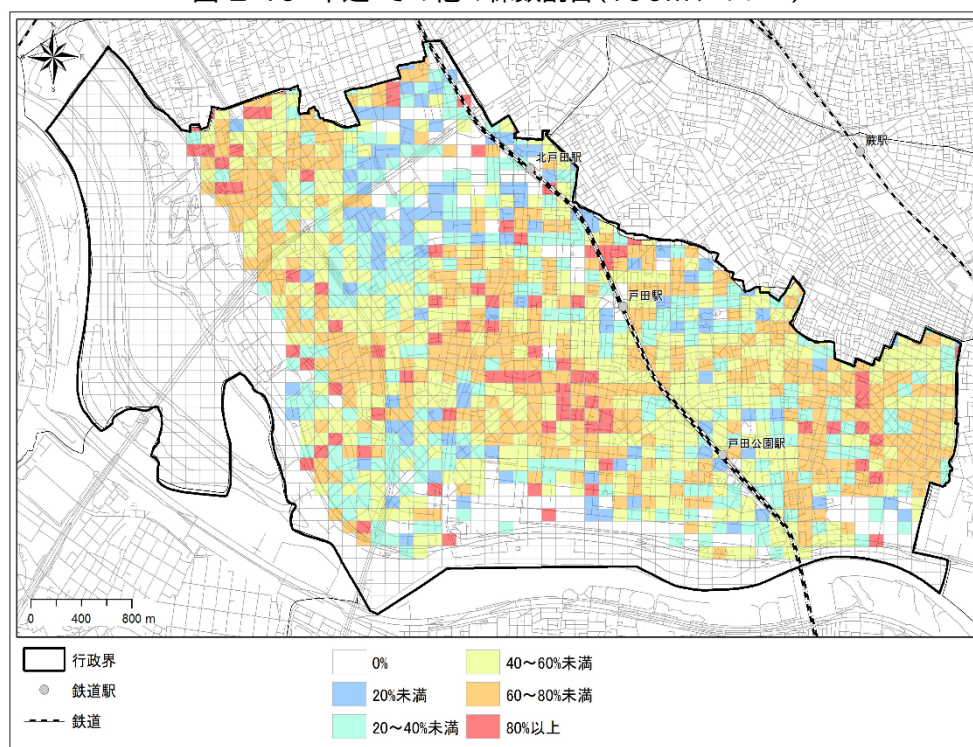 北戸田駅
蕨駅
戸田駅
戸田公園駅
0 400 800 m
行政界
鉄道駅
鉄道
0%
20%未満
20～40%未満
40～60%未満
60～80%未満
80%以上